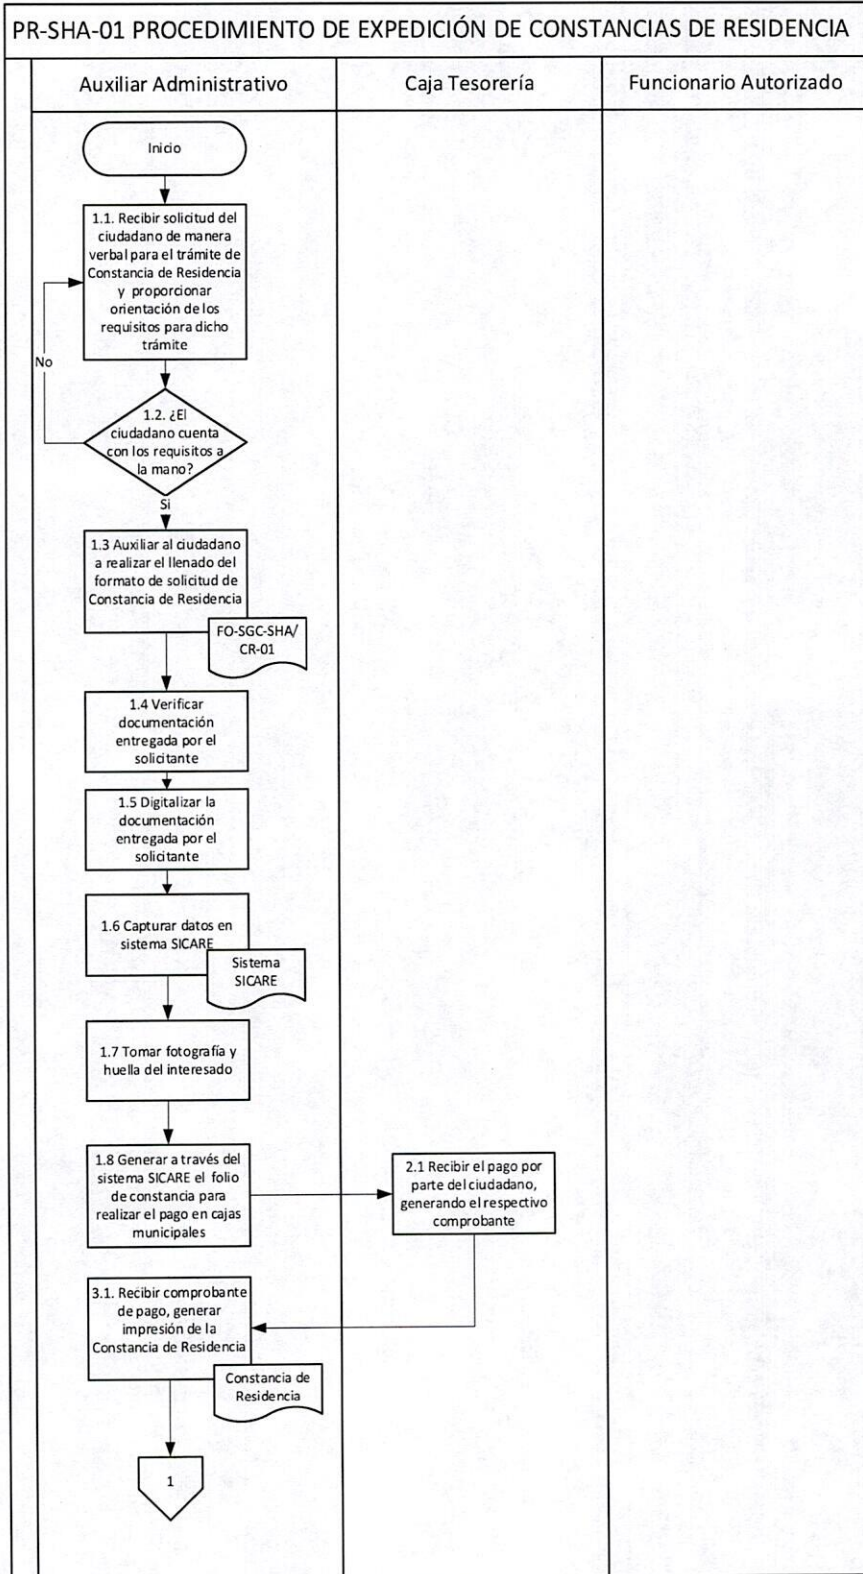 PR-SHA-01 PROCEDIMIENTO DE EXPEDICIÓN DE CONSTANCIAS DE RESIDENCIA
Auxiliar Administrativo
Caja Tesorería
Funcionario Autorizado
Inicio
1.1. Recibir solicitud del
ciudadano de manera
verbal para el trámite de
Constancia de Residencia
y proporcionar
orientación de los
requisitos para dicho
trámite
No
1.2. ¿El
ciudadano cuenta
con los requisitos a
la mano?
Si
1.3 Auxiliar al ciudadano
a realizar el llenado del
formato de solicitud de
Constancia de Residencia
FO-SGC-SHA/
CR-01
1.4 Verificar
documentación
entregada por el
solicitante
1.5 Digitalizar la
documentación
entregada por el
solicitante
1.6 Capturar datos en
sistema SICARE
Sistema
SICARE
1.7 Tomar fotografía y
huella del interesado
1.8 Generar a través del
sistema SICARE el folio
de constancia para
realizar el pago en cajas
municipales
2.1 Recibir el pago por
parte del ciudadano,
generando el respectivo
comprobante
3.1. Recibir comprobante
de pago, generar
impresión de la
Constancia de Residencia
Constancia de
Residencia
1